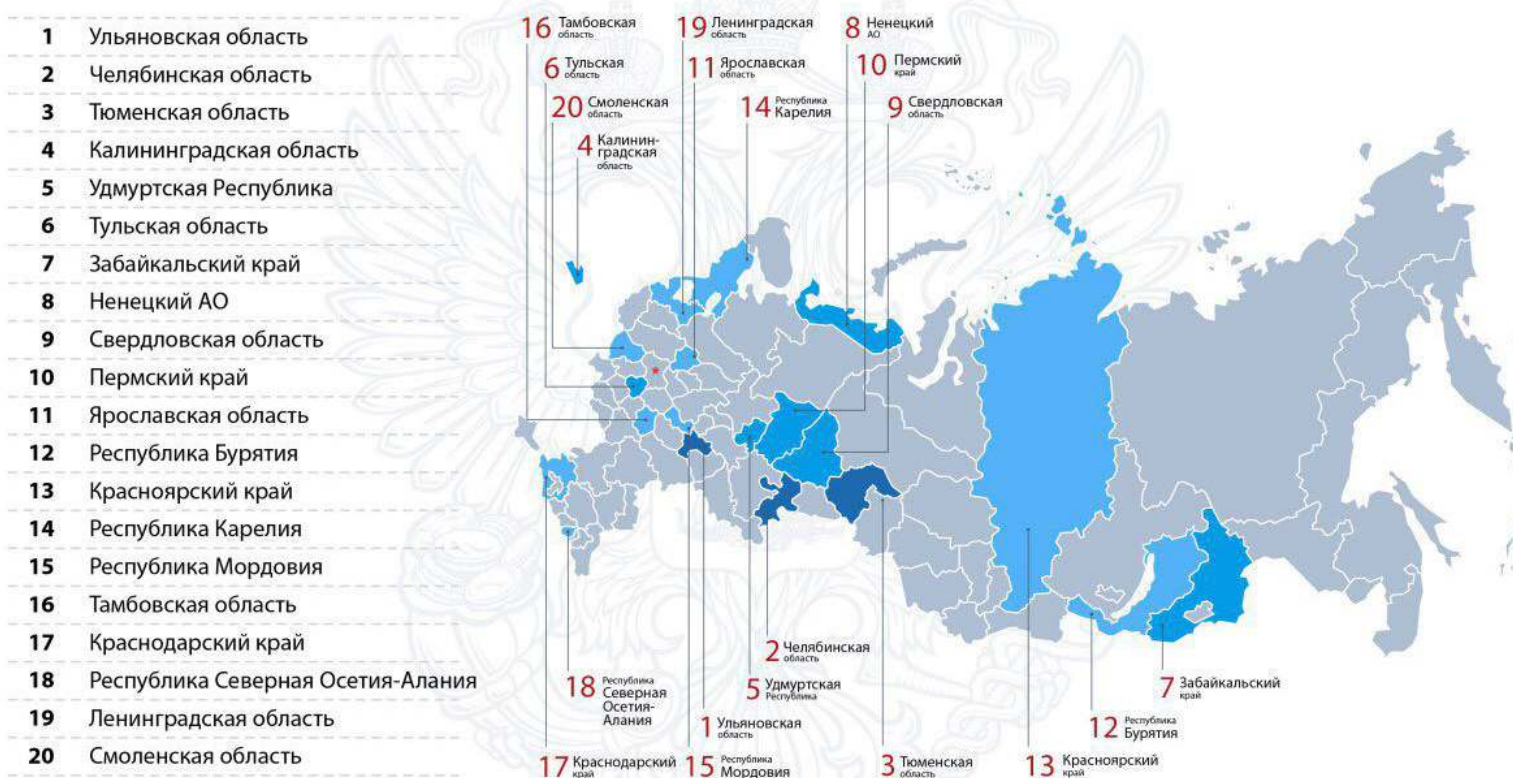 1 Ульяновская область
2 Челябинская область
3 Тюменская область
4 Калининградская область
5 Удмуртская Республика
6 Тульская область
7 Забайкальский край
8 Ненецкий АО
9 Свердловская область
10 Пермский край
11 Ярославская область
12 Республика Бурятия
13 Красноярский край
14 Республика Карелия
15 Республика Мордовия
16 Тамбовская область
17 Краснодарский край
18 Республика Северная Осетия-Алания
19 Ленинградская область
20 Смоленская область
16 Тамбовская
область
19 Ленинградская
область
8 Ненецкий
АО
6 Тульская
область
11 Ярославская
область
10 Пермский
край
20 Смоленская
область
14 Республика
Карелия
9 Свердловская
область
4 Калинин-
градская
область
2 Челябинская
область
18 Республика
Северная
Осетия-
Алания
5 Удмуртская
Республика
7 Забайкальский
край
1 Ульяновская
область
12 Республика
Бурятия
17 Краснодарский
край
15 Республика
Мордовия
3 Тюменская
область
13 Красноярский
край